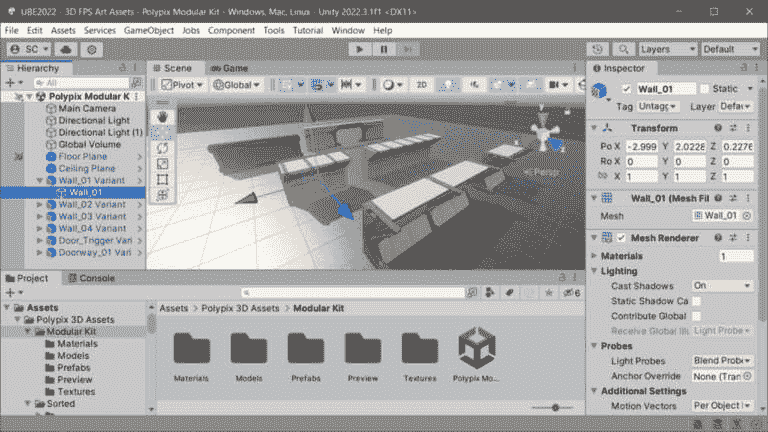 UBE2022 - 3D FPS Art Assets - Polypix Modular Kit - Windows, Mac, Linux - Unity 2022.3.1f1 <DX11>
File Edit Assets Services GameObject Jobs Component Tools Tutorial Window Help
SC Layers Default
Hierarchy
All
Polypix Modular K
Main Camera
Directional Light
Directional Light (1)
Global Volume
Floor Plane
Ceiling Plane
Wall_01 Variant
Wall_01
Wall_02 Variant
Wall_03 Variant
Wall_04 Variant
Door_Trigger Vari
Doorway_01 Vari
Scene Game
Pivot Global 2D
Persp
Inspector
Wall_01 Static
Tag Untagg Layer Defau
Transform
Po X -2.999 Y 2.0228 Z 0.2276
Ro X 0 Y 0 Z 0
X 1 Y 1 Z 1
Wall_01 (Mesh Fil
Mesh Wall_01
Mesh Renderer
Materials 1
Lighting
Cast Shadows On
Static Shadow Ca
Contribute Global
Receive Global Illu Light Probe
Probes
Light Probes Blend Probe
Anchor Override None (Tran
Additional Settings
Motion Vectors Per Object
Project Console
6
Assets
Polypix 3D Assets
Modular Kit
Materials
Models
Prefabs
Preview
Textures
Sorted
Assets > Polypix 3D Assets > Modular Kit
Materials Models Prefabs Preview Textures Polypix Mo...